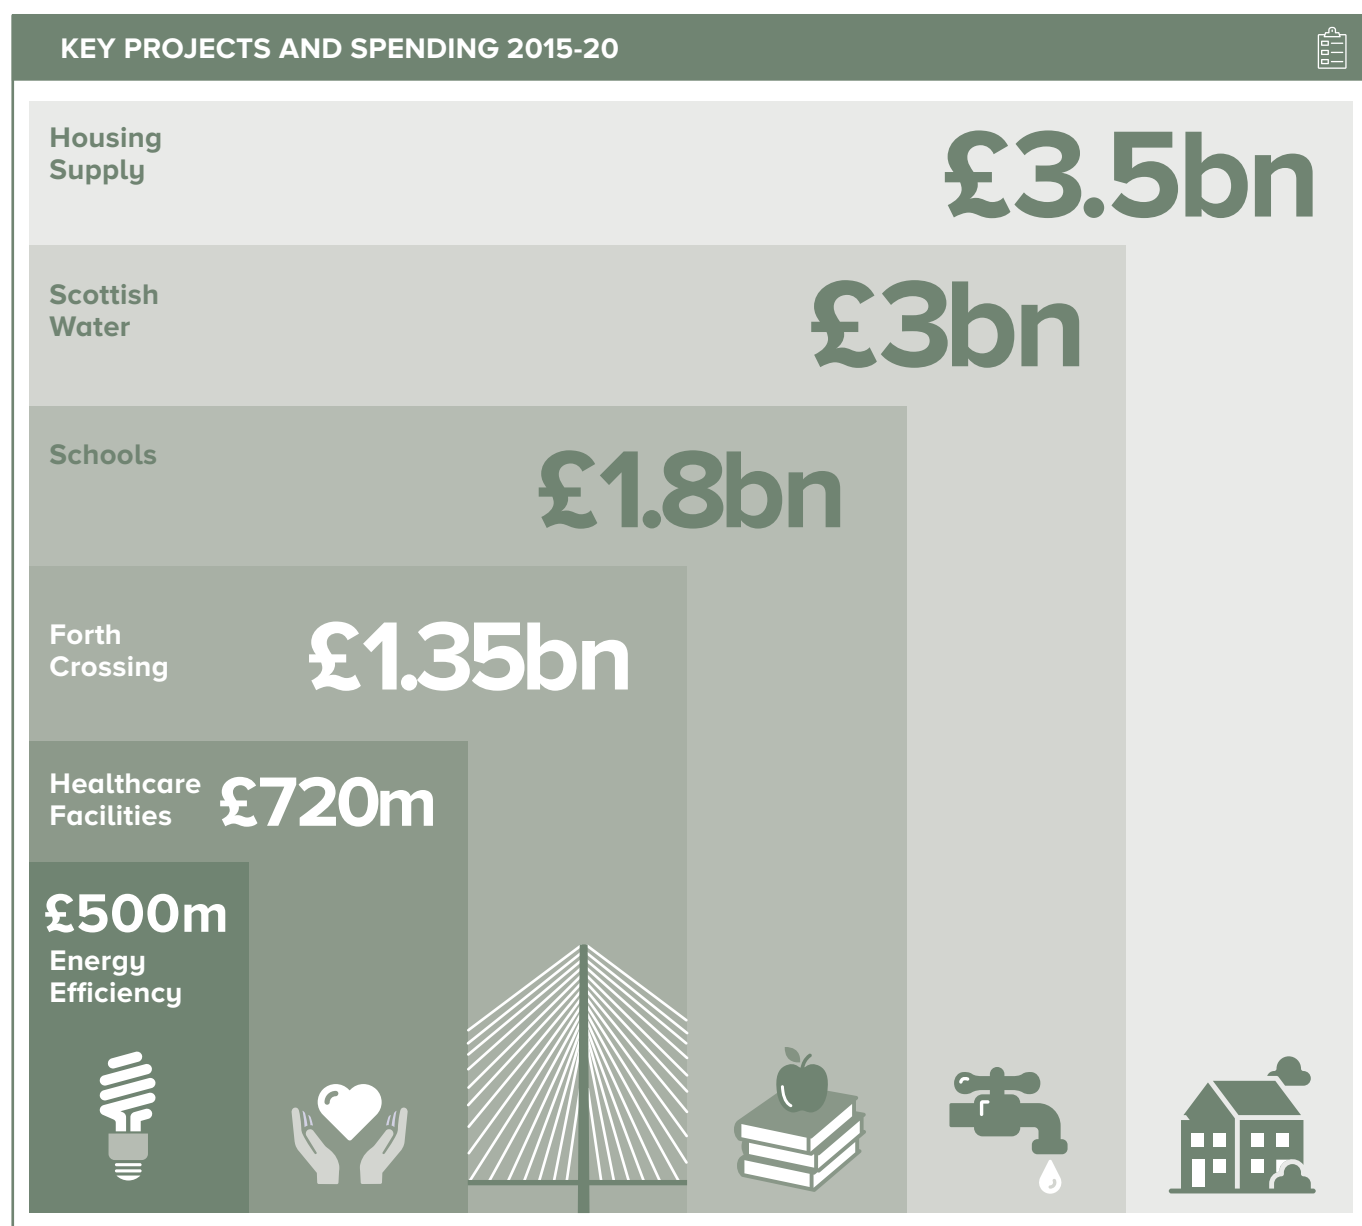 KEY PROJECTS AND SPENDING 2015-20
Housing
Supply
£3.5bn
Scottish
Water
£3bn
Schools
£1.8bn
Forth
Crossing
£1.35bn
Healthcare
Facilities
£720m
£500m
Energy
Efficiency